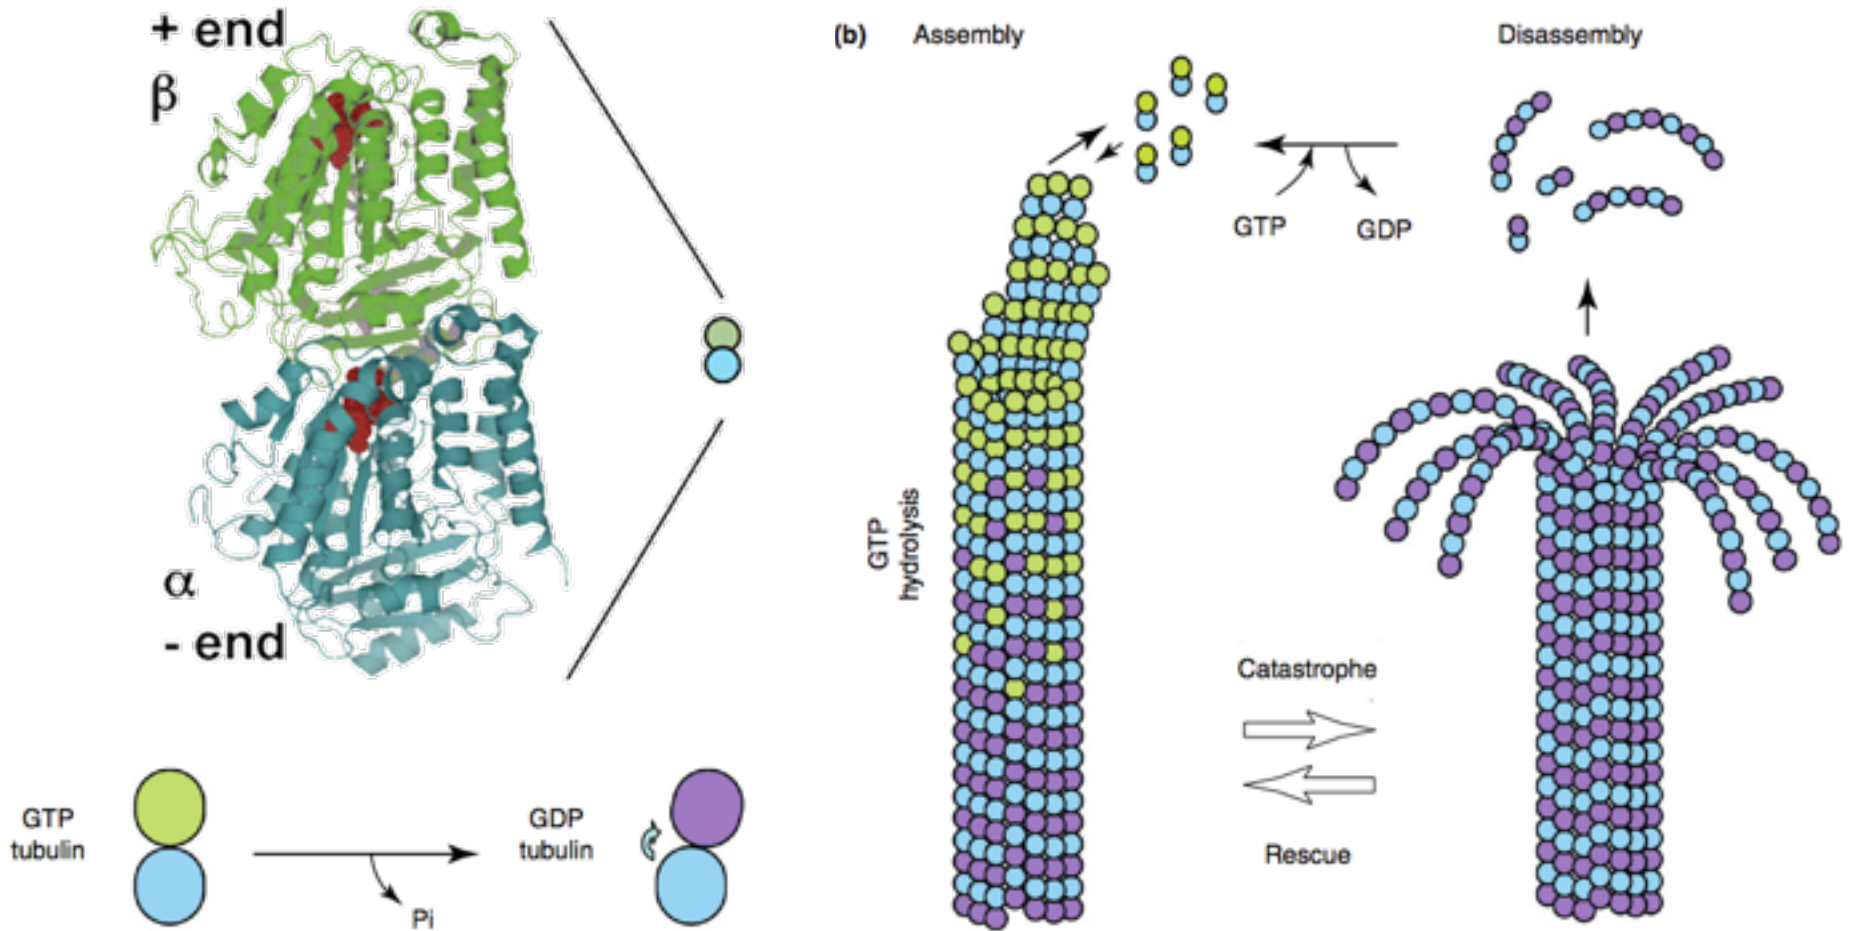 + end
β
α
- end
GTP
tubulin
Pi
GDP
tubulin
(b) Assembly
Disassembly
GTP
GDP
GTP
hydrolysis
Catastrophe
Rescue